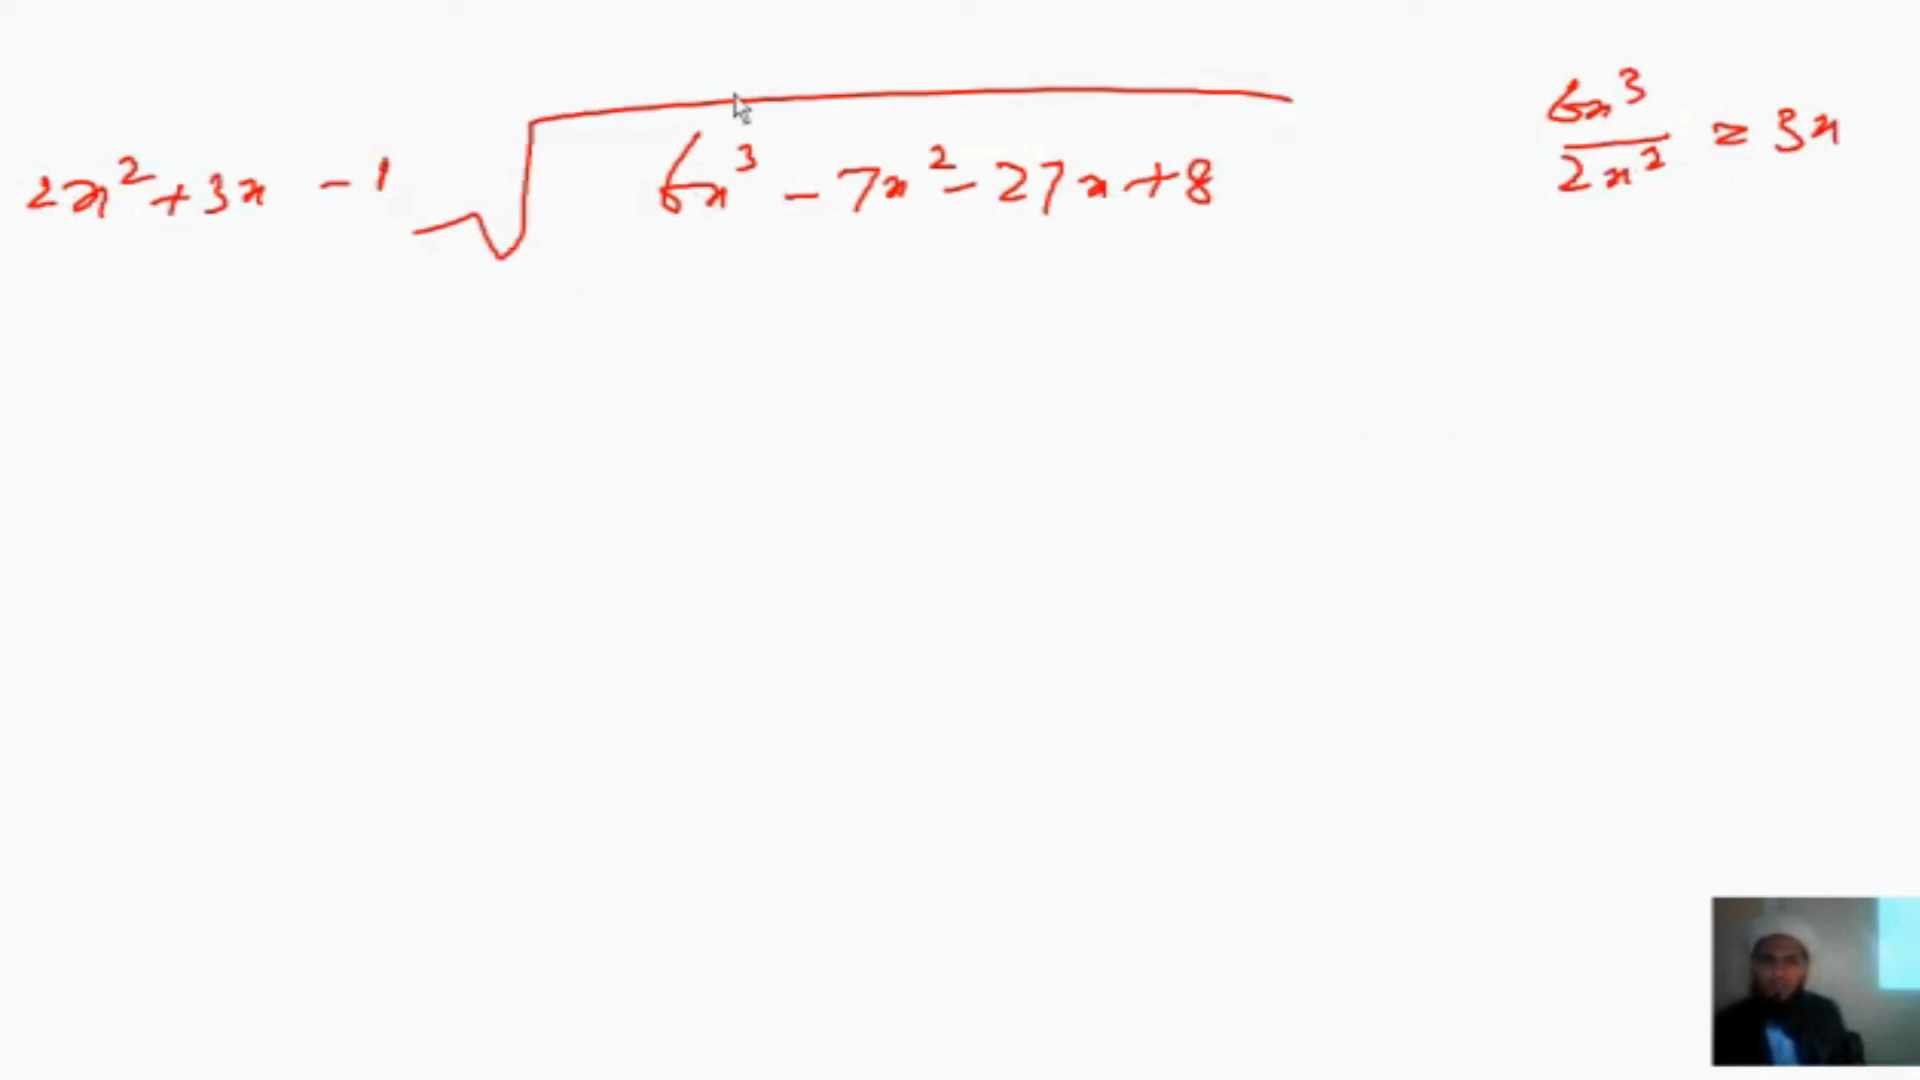 2x² + 3x - 1 √ 6x³ - 7x² - 27x + 8
6x³ / 2x² = 3x